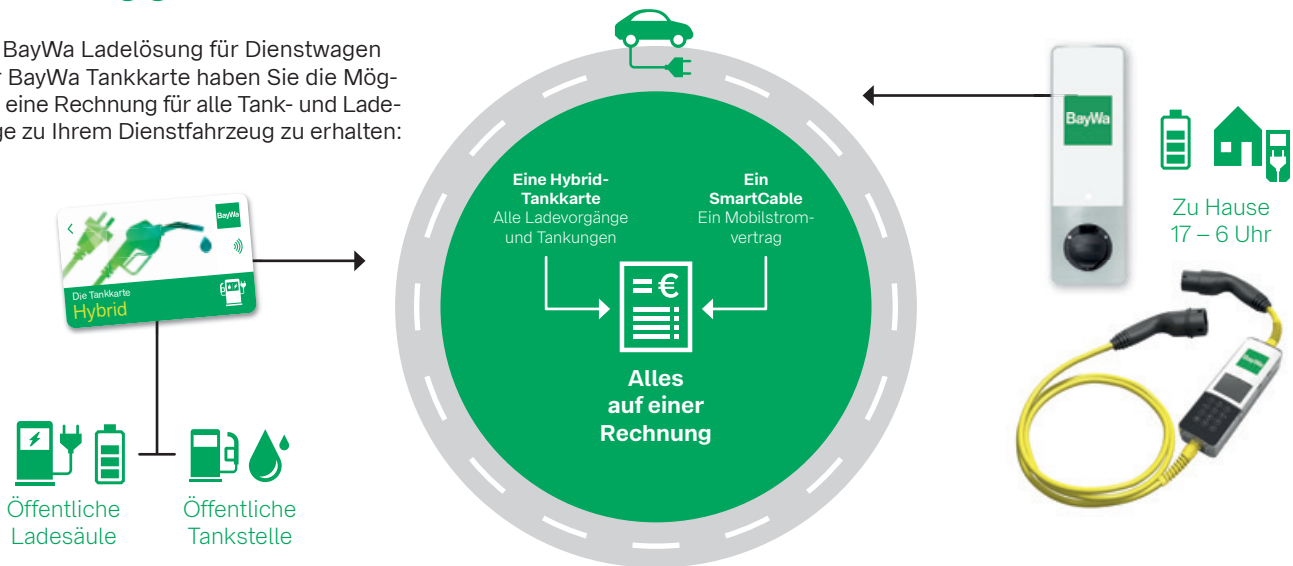 BayWa Ladelösung für Dienstwagen
BayWa Tankkarte haben Sie die Mög-
eine Rechnung für alle Tank- und Lade-
zu Ihrem Dienstfahrzeug zu erhalten:
BayWa
Die Tankkarte
Hybrid
Öffentliche
Ladesäule
Öffentliche
Tankstelle
Eine Hybrid-
Tankkarte
Alle Ladevorgänge
und Tankungen
Ein
SmartCable
Ein Mobilstrom-
vertrag
€
Alles
auf einer
Rechnung
BayWa
Zu Hause
17 – 6 Uhr
BayWa